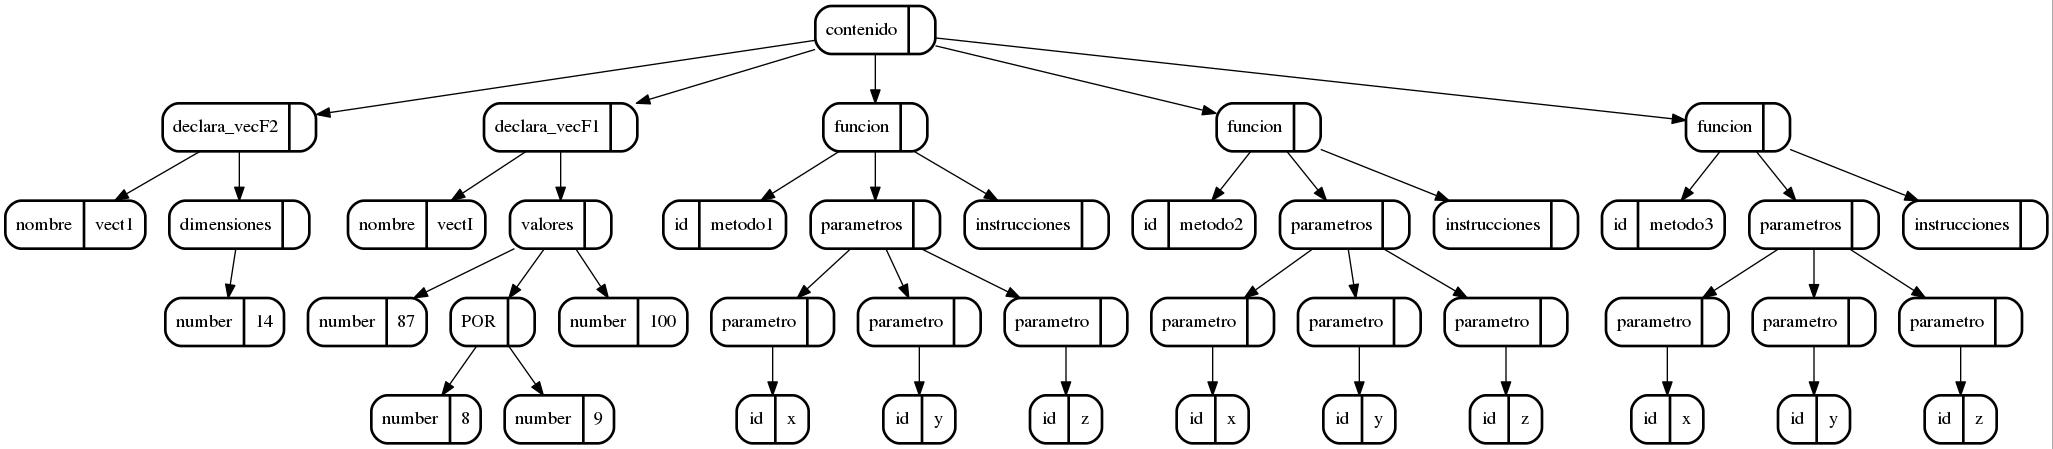 contenido
declara_vecF2 declara_vecF1 funcion funcion funcion
nombre vect1 dimensiones nombre vectI valores id metodo1 parametros instrucciones id metodo2 parametros instrucciones id metodo3 parametros instrucciones
number 14 number 87 POR number 100 parametro parametro parametro parametro parametro parametro parametro parametro parametro
number 8 number 9 id x id y id z id x id y id z id x id y id z